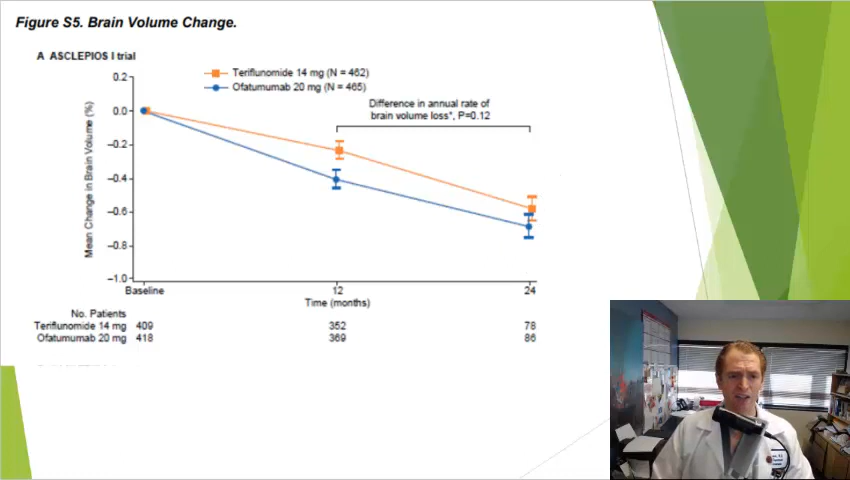 Figure S5. Brain Volume Change.
A ASCLEPIOS I trial
Teriflunomide 14 mg (N = 462)
Ofatumumab 20 mg (N = 465)
Difference in annual rate of
brain volume loss*, P=0.12
Mean Change in Brain Volume (%)
0.2
0.0
−0.2
−0.4
−0.6
−0.8
−1.0
Baseline 12 24
Time (months)
No. Patients
Teriflunomide 14 mg 409 352 78
Ofatumumab 20 mg 418 369 86